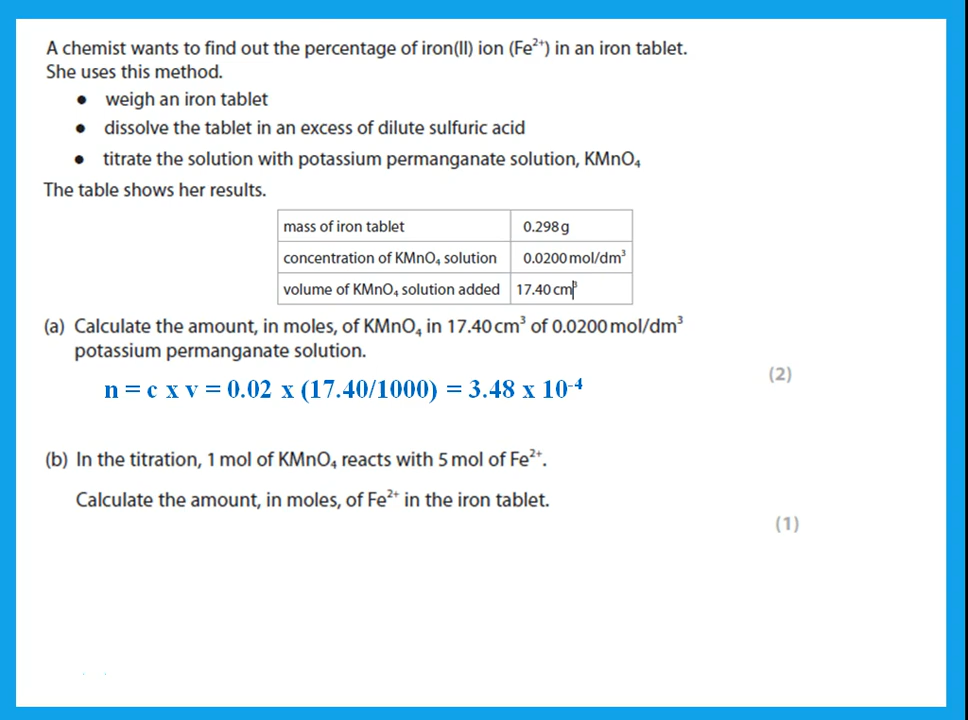 A chemist wants to find out the percentage of iron(II) ion (Fe²⁺) in an iron tablet.
She uses this method.
• weigh an iron tablet
• dissolve the tablet in an excess of dilute sulfuric acid
• titrate the solution with potassium permanganate solution, KMnO₄
The table shows her results.
mass of iron tablet 0.298 g
concentration of KMnO₄ solution 0.0200 mol/dm³
volume of KMnO₄ solution added 17.40 cm³
(a) Calculate the amount, in moles, of KMnO₄ in 17.40 cm³ of 0.0200 mol/dm³
potassium permanganate solution.
(2)
n = c x v = 0.02 x (17.40/1000) = 3.48 x 10⁻⁴
(b) In the titration, 1 mol of KMnO₄ reacts with 5 mol of Fe²⁺.
Calculate the amount, in moles, of Fe²⁺ in the iron tablet.
(1)